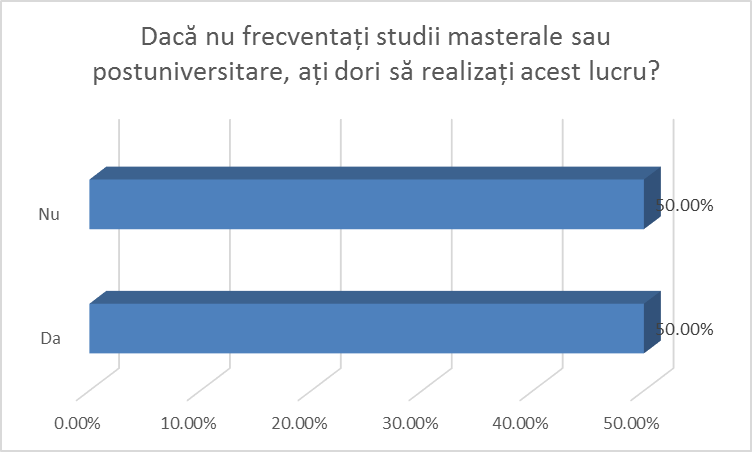 Dacă nu frecventați studii masterale sau
postuniversitare, ați dori să realizați acest lucru?
Nu
50.00%
Da
50.00%
0.00%
10.00%
20.00%
30.00%
40.00%
50.00%